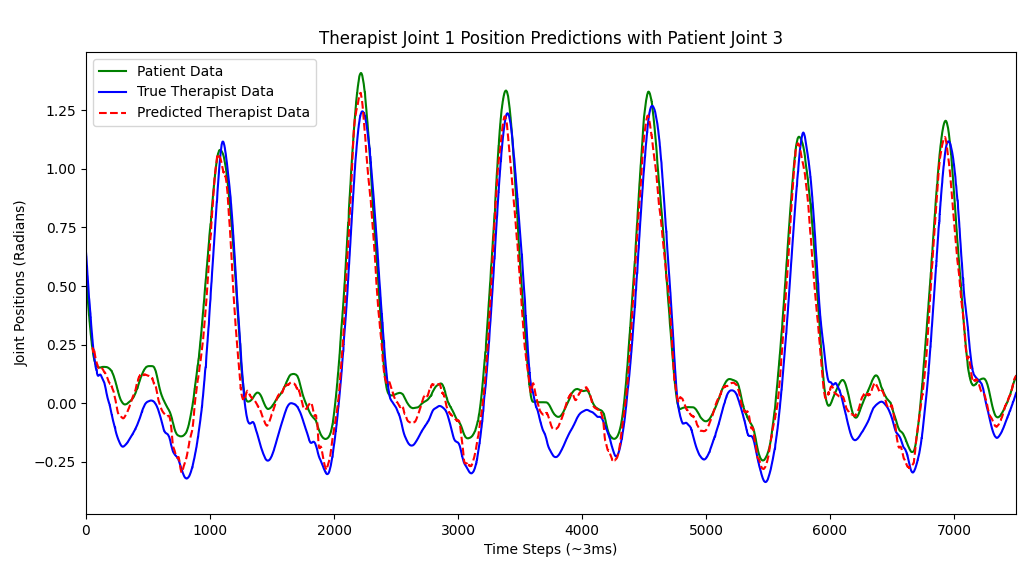 Therapist Joint 1 Position Predictions with Patient Joint 3
Patient Data
True Therapist Data
Predicted Therapist Data
Joint Positions (Radians)
1.25
1.00
0.75
0.50
0.25
0.00
−0.25
0 1000 2000 3000 4000 5000 6000 7000
Time Steps (~3ms)